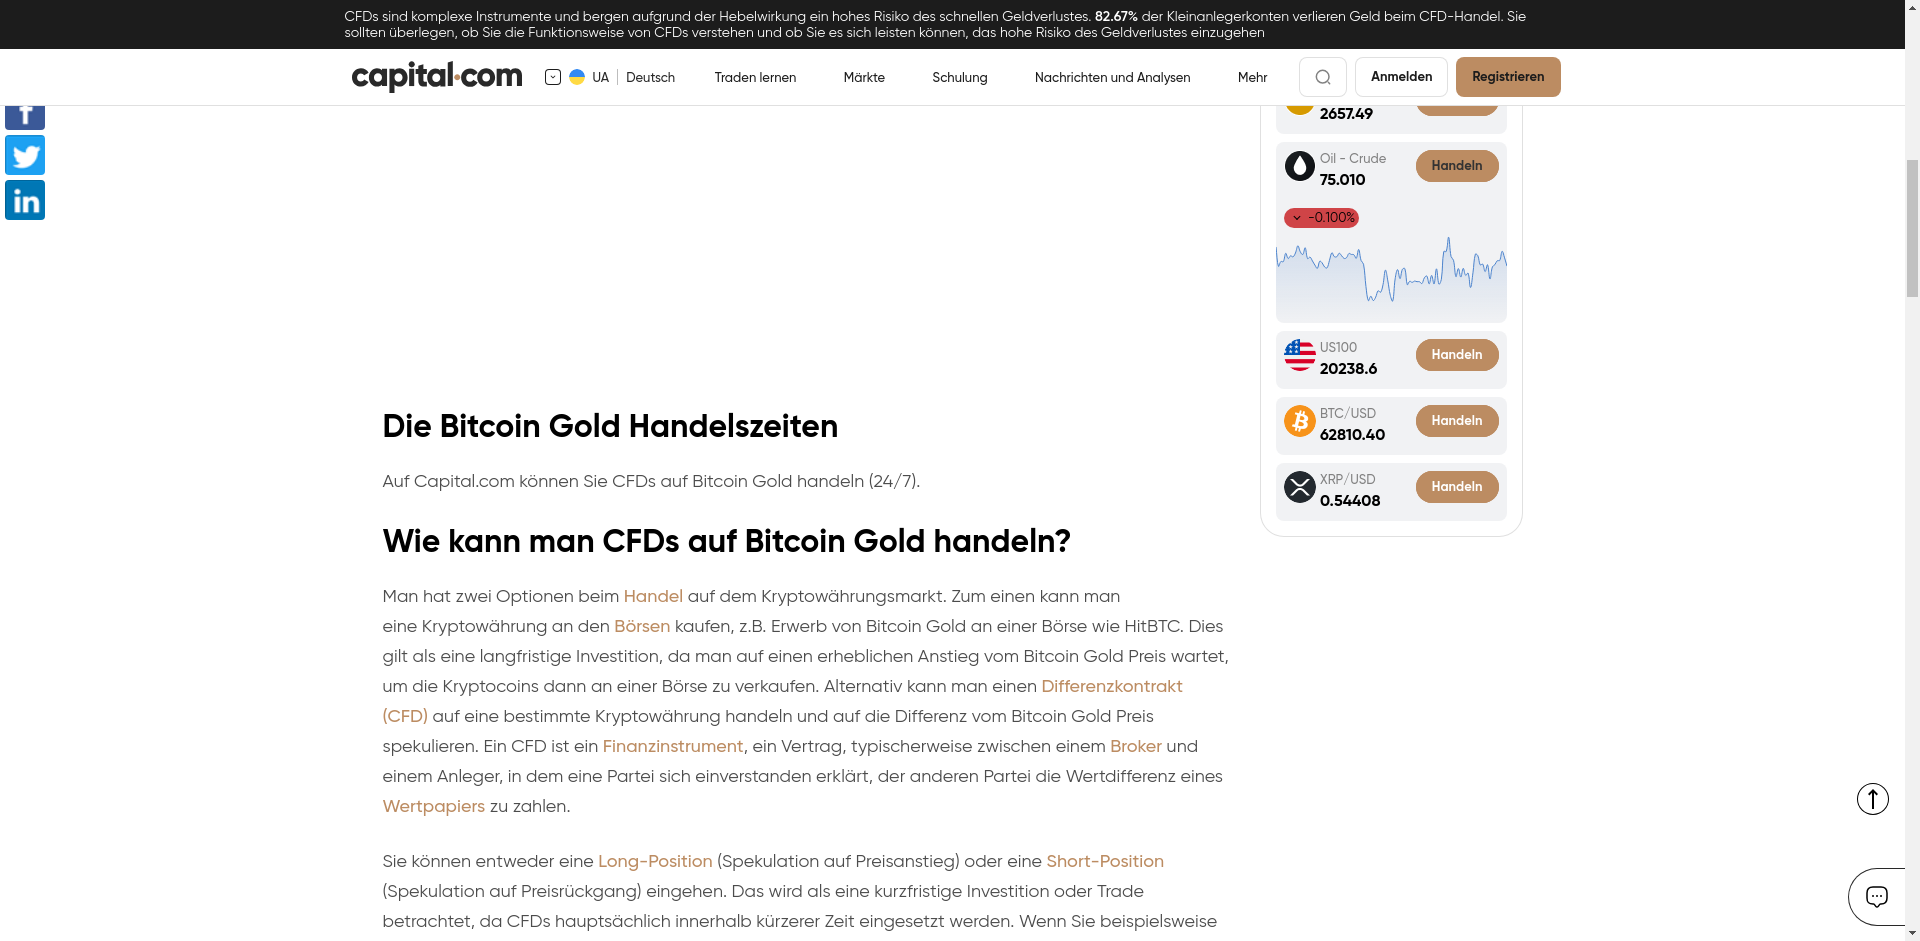 CFDs sind komplexe Instrumente und bergen aufgrund der Hebelwirkung ein hohes Risiko des schnellen Geldverlustes. 82.67% der Kleinanlegerkonten verlieren Geld beim CFD-Handel. Sie
sollten überlegen, ob Sie die Funktionsweise von CFDs verstehen und ob Sie es sich leisten können, das hohe Risiko des Geldverlustes einzugehen
capital.com
UA
Deutsch
Traden lernen
Märkte
Schulung
Nachrichten und Analysen
Mehr
Anmelden
Registrieren
f
in
2657.49
Oil - Crude
75.010
Handeln
-0.100%
US100
20238.6
Handeln
BTC/USD
62810.40
Handeln
XRP/USD
0.54408
Handeln
Die Bitcoin Gold Handelszeiten
Auf Capital.com können Sie CFDs auf Bitcoin Gold handeln (24/7).
Wie kann man CFDs auf Bitcoin Gold handeln?
Man hat zwei Optionen beim Handel auf dem Kryptowährungsmarkt. Zum einen kann man
eine Kryptowährung an den Börsen kaufen, z.B. Erwerb von Bitcoin Gold an einer Börse wie HitBTC. Dies
gilt als eine langfristige Investition, da man auf einen erheblichen Anstieg vom Bitcoin Gold Preis wartet,
um die Kryptocoins dann an einer Börse zu verkaufen. Alternativ kann man einen Differenzkontrakt
(CFD) auf eine bestimmte Kryptowährung handeln und auf die Differenz vom Bitcoin Gold Preis
spekulieren. Ein CFD ist ein Finanzinstrument, ein Vertrag, typischerweise zwischen einem Broker und
einem Anleger, in dem eine Partei sich einverstanden erklärt, der anderen Partei die Wertdifferenz eines
Wertpapiers zu zahlen.
Sie können entweder eine Long-Position (Spekulation auf Preisanstieg) oder eine Short-Position
(Spekulation auf Preisrückgang) eingehen. Das wird als eine kurzfristige Investition oder Trade
betrachtet, da CFDs hauptsächlich innerhalb kürzerer Zeit eingesetzt werden. Wenn Sie beispielsweise